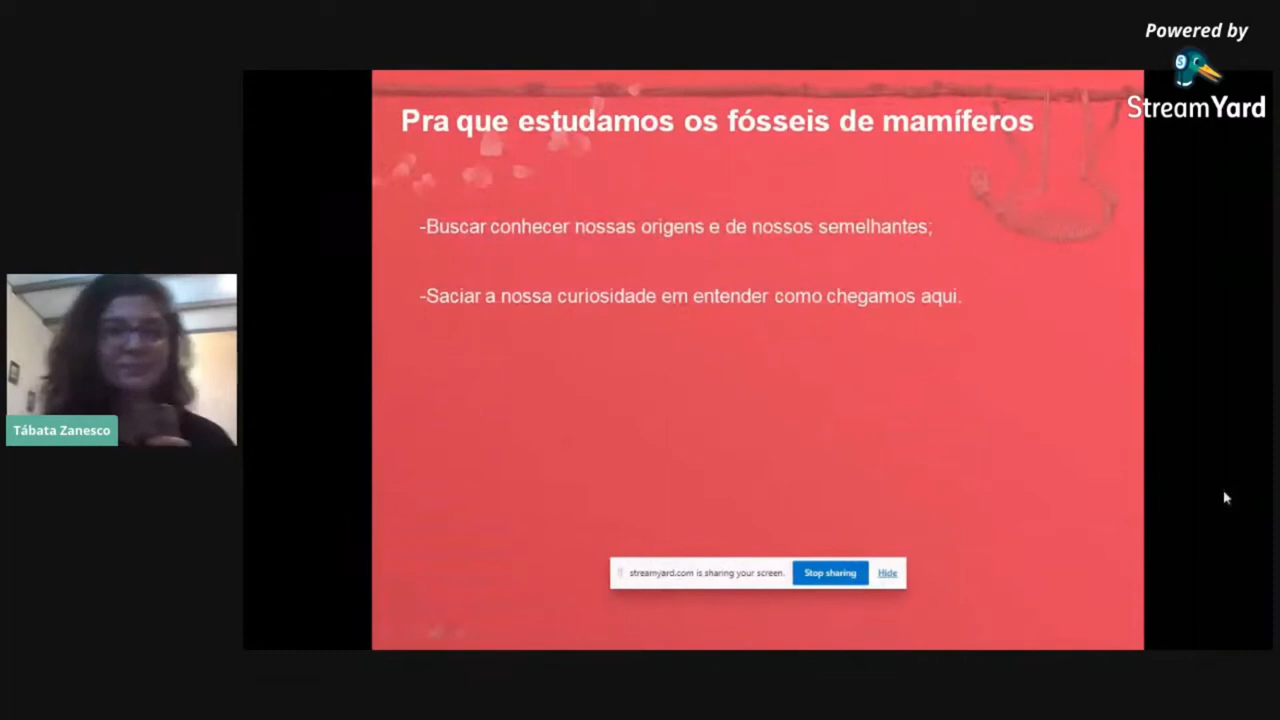 Powered by
StreamYard
Pra que estudamos os fósseis de mamíferos
-Buscar conhecer nossas origens e de nossos semelhantes;
-Saciar a nossa curiosidade em entender como chegamos aqui.
Tábata Zanesco
streamyard.com is sharing your screen. Stop sharing Hide